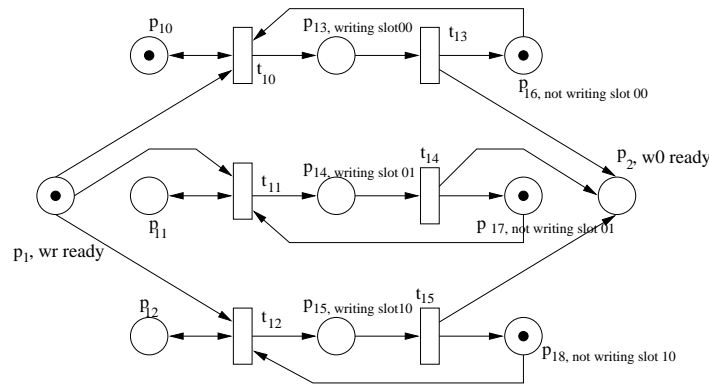 p10
p13, writing slot00
t13
t10
p16, not writing slot 00
p14, writing slot 01
t14
p2, w0 ready
t11
p11
p 17, not writing slot 01
p1, wr ready
p12
t12
p15, writing slot10
t15
p18, not writing slot 10